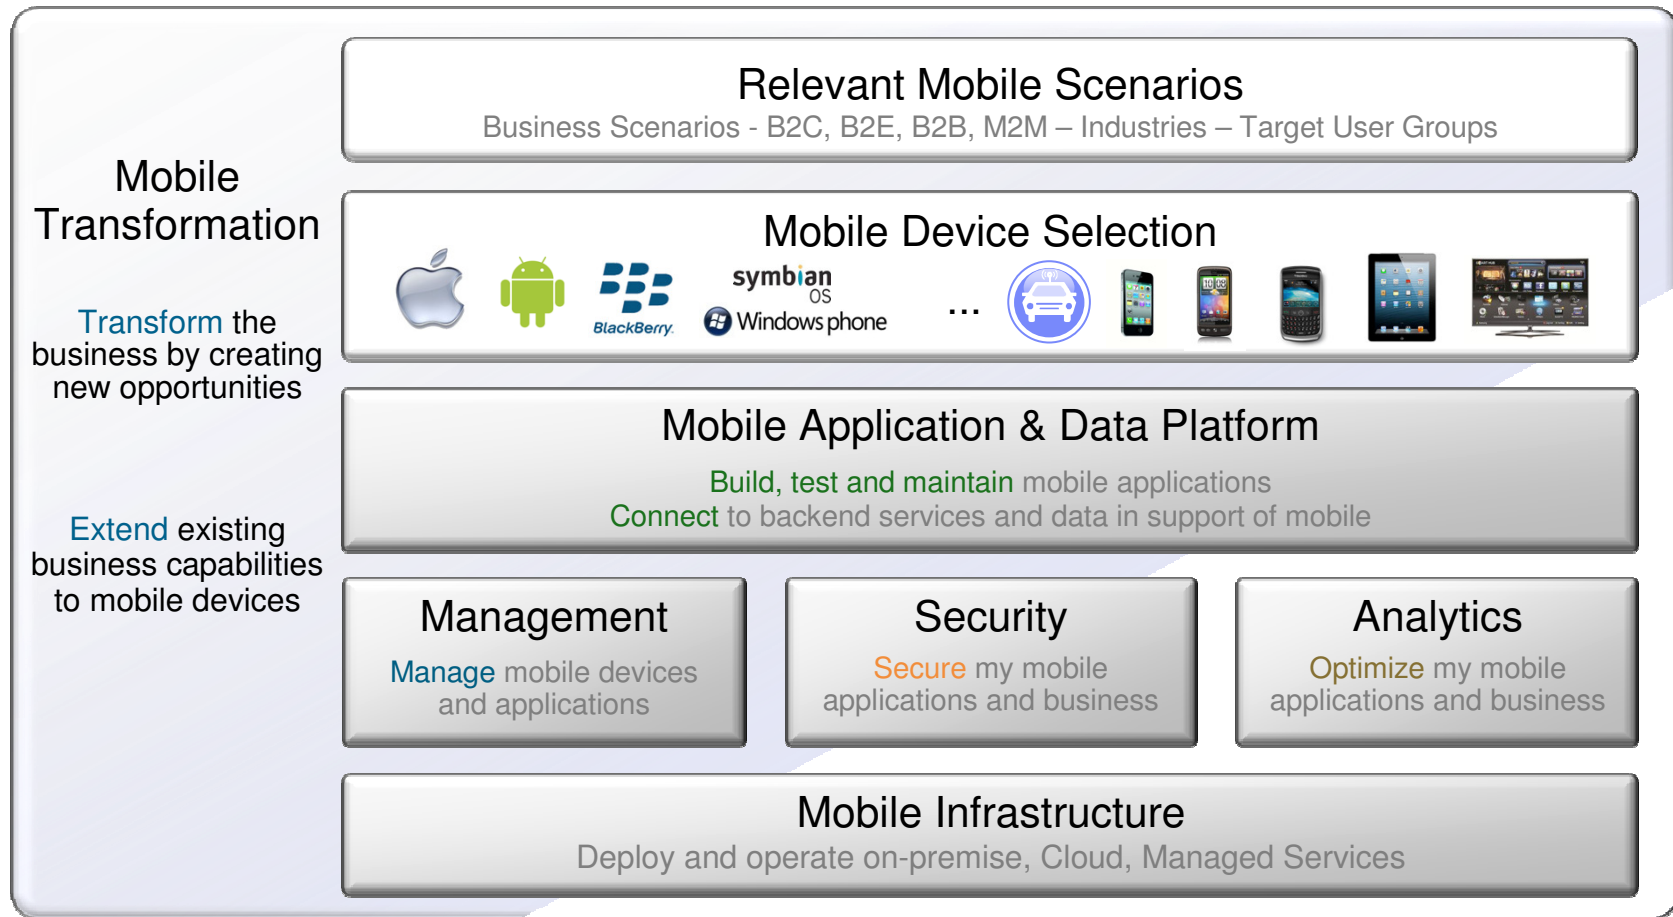 Mobile
Transformation
Transform the
business by creating
new opportunities
Extend existing
business capabilities
to mobile devices
Relevant Mobile Scenarios
Business Scenarios - B2C, B2E, B2B, M2M – Industries – Target User Groups
Mobile Device Selection
BlackBerry.
symbian
OS
Windows phone
...
Mobile Application & Data Platform
Build, test and maintain mobile applications
Connect to backend services and data in support of mobile
Management
Manage mobile devices
and applications
Security
Secure my mobile
applications and business
Analytics
Optimize my mobile
applications and business
Mobile Infrastructure
Deploy and operate on-premise, Cloud, Managed Services